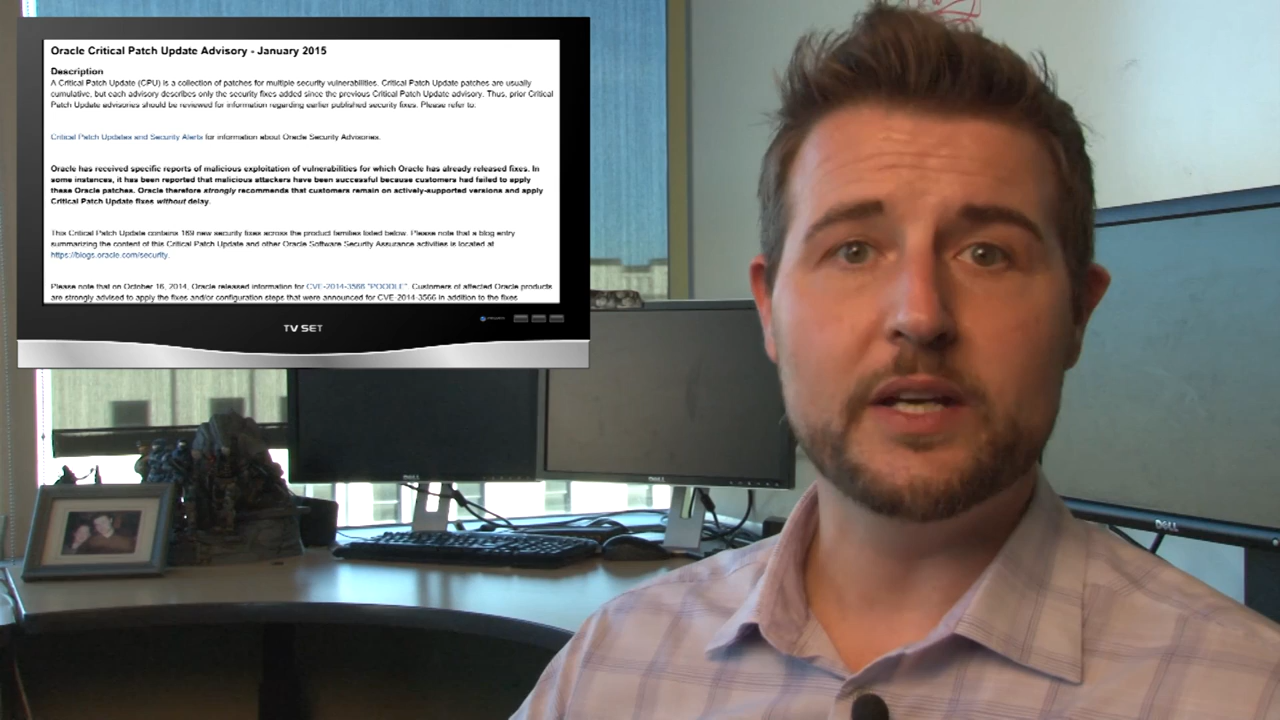 Oracle Critical Patch Update Advisory - January 2015
Description
A Critical Patch Update (CPU) is a collection of patches for multiple security vulnerabilities. Critical Patch Update patches are usually
cumulative, but each advisory describes only the security fixes added since the previous Critical Patch Update advisory. Thus, prior Critical
Patch Update advisories should be reviewed for information regarding earlier published security fixes. Please refer to:
Critical Patch Updates and Security Alerts for information about Oracle Security Advisories.
Oracle has received specific reports of malicious exploitation of vulnerabilities for which Oracle has already released fixes. In
some instances, it has been reported that malicious attackers have been successful because customers had failed to apply
these Oracle patches. Oracle therefore strongly recommends that customers remain on actively-supported versions and apply
Critical Patch Update fixes without delay.
This Critical Patch Update contains 169 new security fixes across the product families listed below. Please note that a blog entry
summarizing the content of this Critical Patch Update and other Oracle Software Security Assurance activities is located at
https://blogs.oracle.com/security.
Please note that on October 16, 2014, Oracle released information for CVE-2014-3566 "POODLE". Customers of affected Oracle products
are strongly advised to apply the fixes and/or configuration steps that were announced for CVE-2014-3566 in addition to the fixes
TV SET
DELL
DELL
DELL